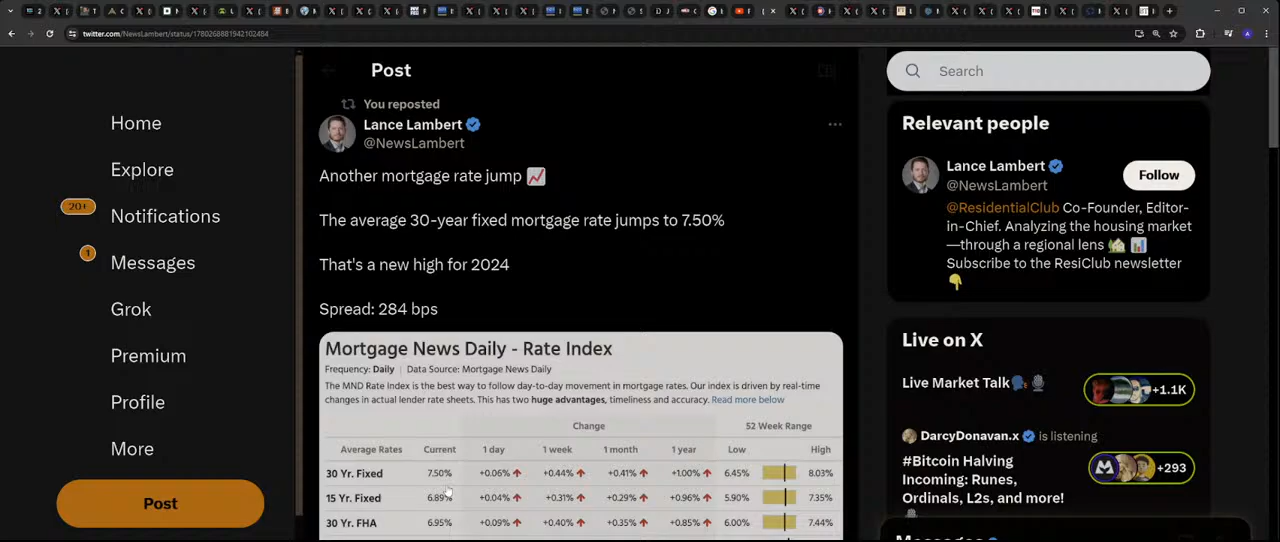 twitter.com/NewsLambert/status/1780268881942102484
Home
Explore
20+
Notifications
1
Messages
Grok
Premium
Profile
More
Post
Post
You reposted
Lance Lambert
@NewsLambert
Another mortgage rate jump 📈
The average 30-year fixed mortgage rate jumps to 7.50%
That's a new high for 2024
Spread: 284 bps
Mortgage News Daily - Rate Index
Frequency: Daily | Data Source: Mortgage News Daily
The MND Rate Index is the best way to follow day-to-day movement in mortgage rates. Our index is driven by real-time
changes in actual lender rate sheets. This has two huge advantages, timeliness and accuracy. Read more below
Change 52 Week Range
Average Rates Current 1 day 1 week 1 month 1 year Low High
30 Yr. Fixed 7.50% +0.06% +0.44% +0.41% +1.00% 6.45% 8.03%
15 Yr. Fixed 6.89% +0.04% +0.31% +0.29% +0.96% 5.90% 7.35%
30 Yr. FHA 6.95% +0.09% +0.40% +0.35% +0.85% 6.00% 7.44%
Search
Relevant people
Lance Lambert
@NewsLambert
Follow
@ResidentialClub Co-Founder, Editor-
in-Chief. Analyzing the housing market
—through a regional lens 🏡 📊
Subscribe to the ResiClub newsletter
👇
Live on X
Live Market Talk🗣️🎙️
+1.1K
DarcyDonavan.x is listening
#Bitcoin Halving
Incoming: Runes,
Ordinals, L2s, and more!
+293
Messages